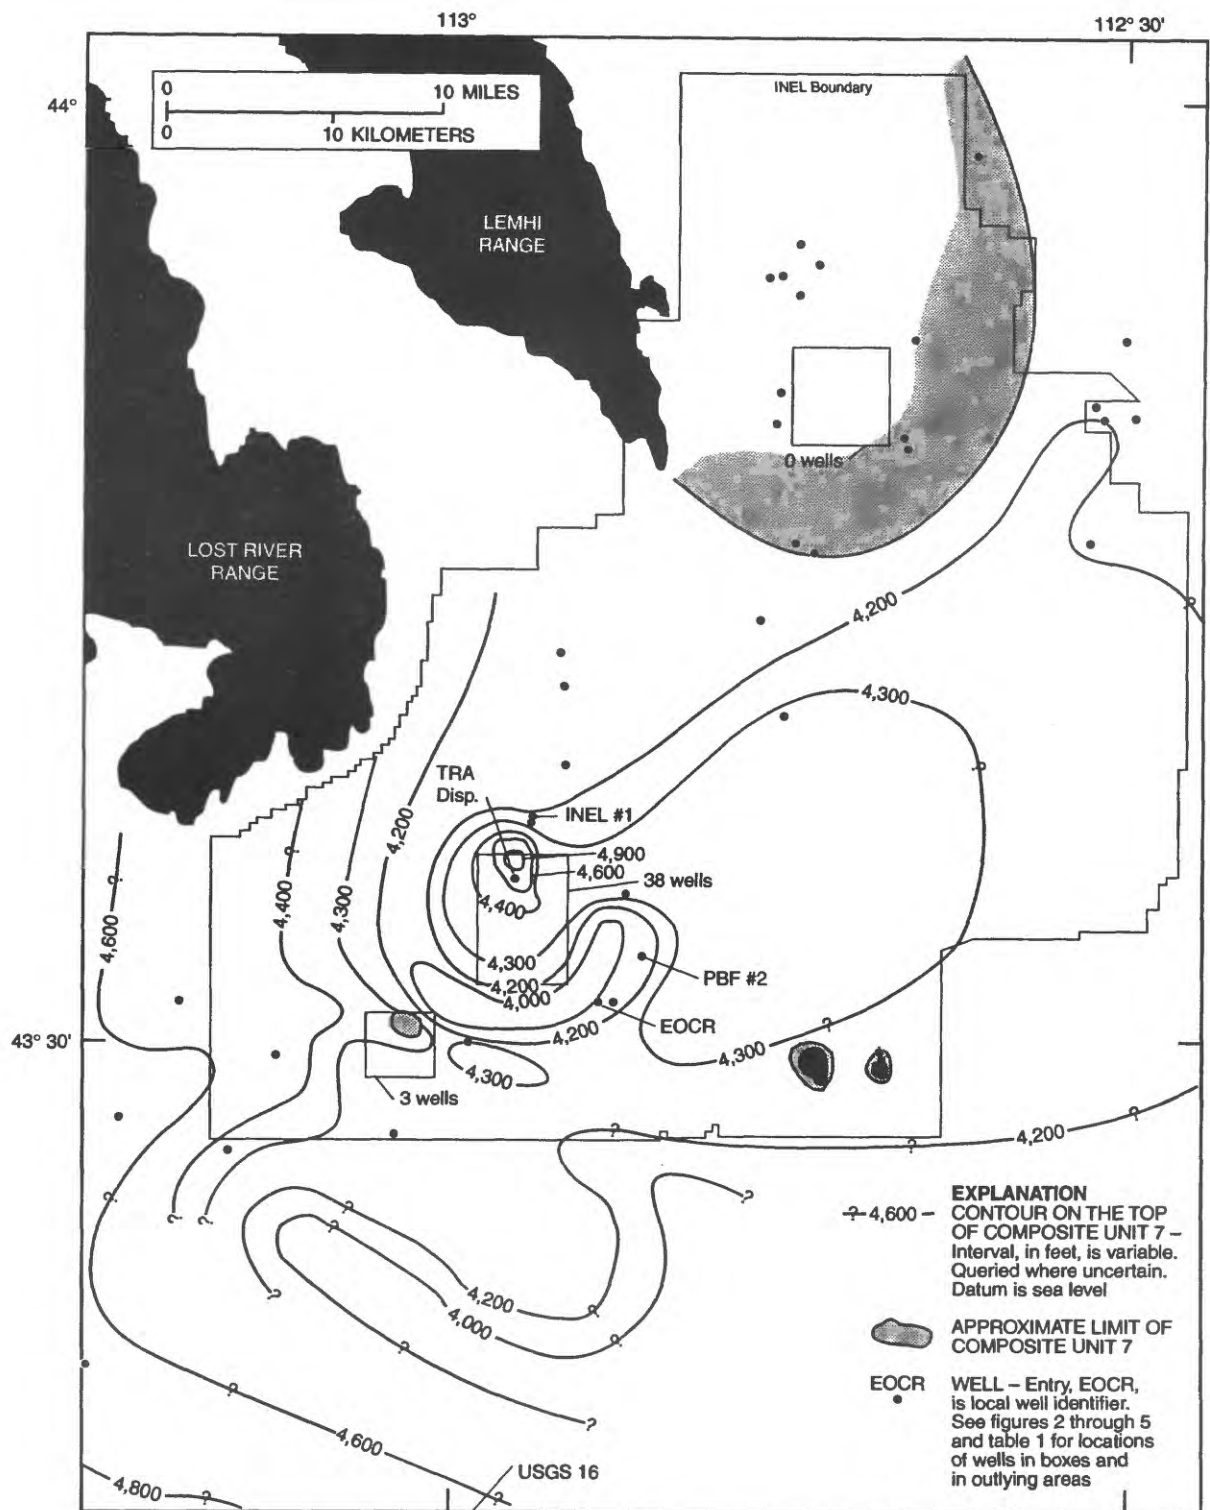 113°
112° 30'
44°
0
10 MILES
0
10 KILOMETERS
INEL Boundary
LEMHI
RANGE
0 wells
LOST RIVER
RANGE
4,200
4,300
TRA
Disp.
INEL #1
4,200
4,900
4,600
38 wells
4,400
4,400
4,300
4,600
4,300
4,200
4,000
PBF #2
EOCR
43° 30'
4,200
4,300
4,300
3 wells
4,200
4,200
4,000
4,600
4,800
USGS 16
EXPLANATION
? 4,600 – CONTOUR ON THE TOP
OF COMPOSITE UNIT 7 –
Interval, in feet, is variable.
Queried where uncertain.
Datum is sea level
APPROXIMATE LIMIT OF
COMPOSITE UNIT 7
EOCR WELL – Entry, EOCR,
is local well identifier.
See figures 2 through 5
and table 1 for locations
of wells in boxes and
in outlying areas